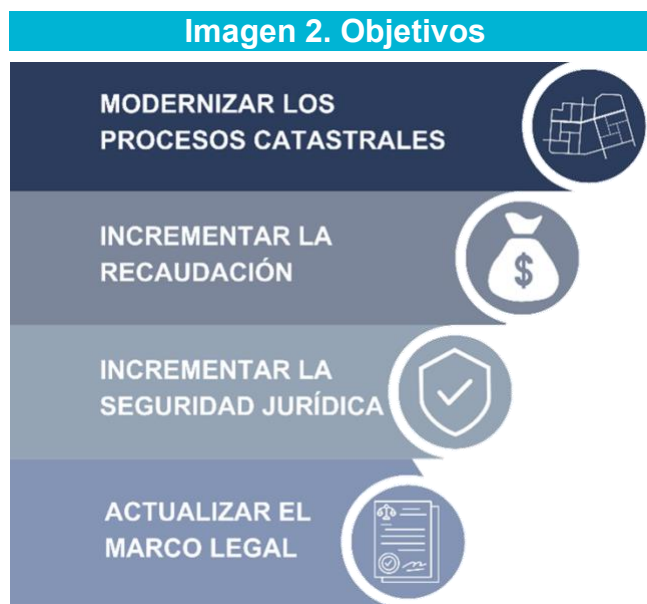 Imagen 2. Objetivos
MODERNIZAR LOS
PROCESOS CATASTRALES
INCREMENTAR LA
RECAUDACIÓN
$
INCREMENTAR LA
SEGURIDAD JURÍDICA
ACTUALIZAR EL
MARCO LEGAL